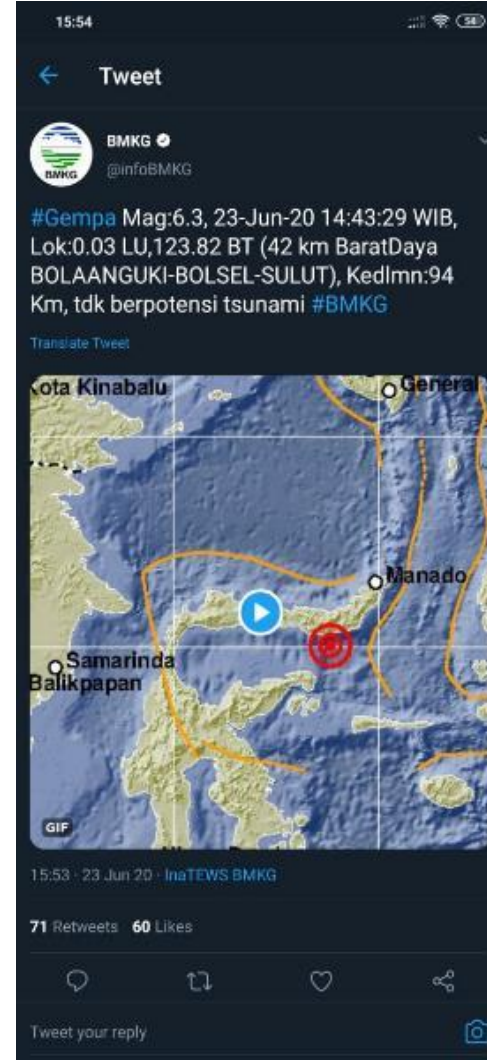 15:54
58
Tweet
BMKG
@infoBMKG
BMKG
#Gempa Mag:6.3, 23-Jun-20 14:43:29 WIB,
Lok:0.03 LU,123.82 BT (42 km BaratDaya
BOLAANGUKI-BOLSEL-SULUT), Kedlmn:94
Km, tdk berpotensi tsunami #BMKG
Translate Tweet
Kota Kinabalu
General
Manado
Samarinda
Balikpapan
GIF
15:53 · 23 Jun 20 · InaTEWS BMKG
71 Retweets 60 Likes
Tweet your reply